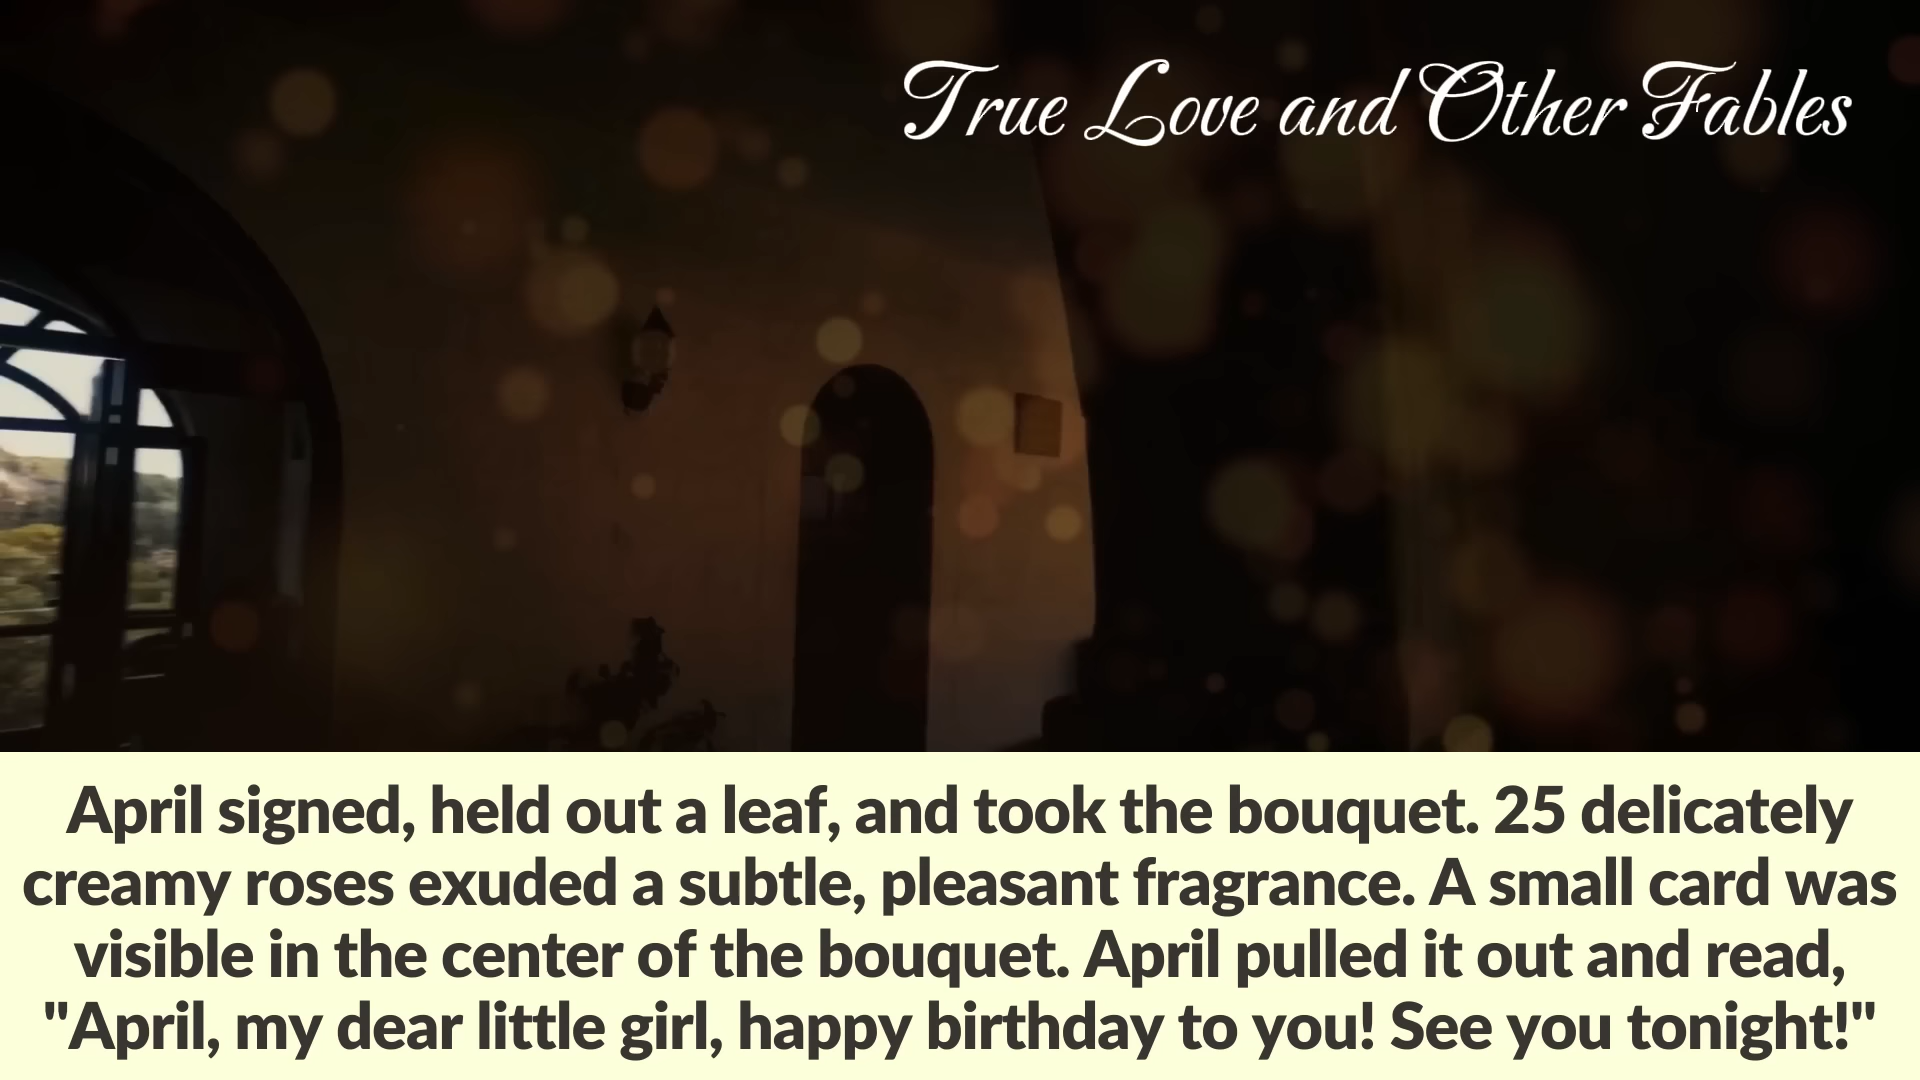 True Love and Other Fables
April signed, held out a leaf, and took the bouquet. 25 delicately
creamy roses exuded a subtle, pleasant fragrance. A small card was
visible in the center of the bouquet. April pulled it out and read,
"April, my dear little girl, happy birthday to you! See you tonight!"